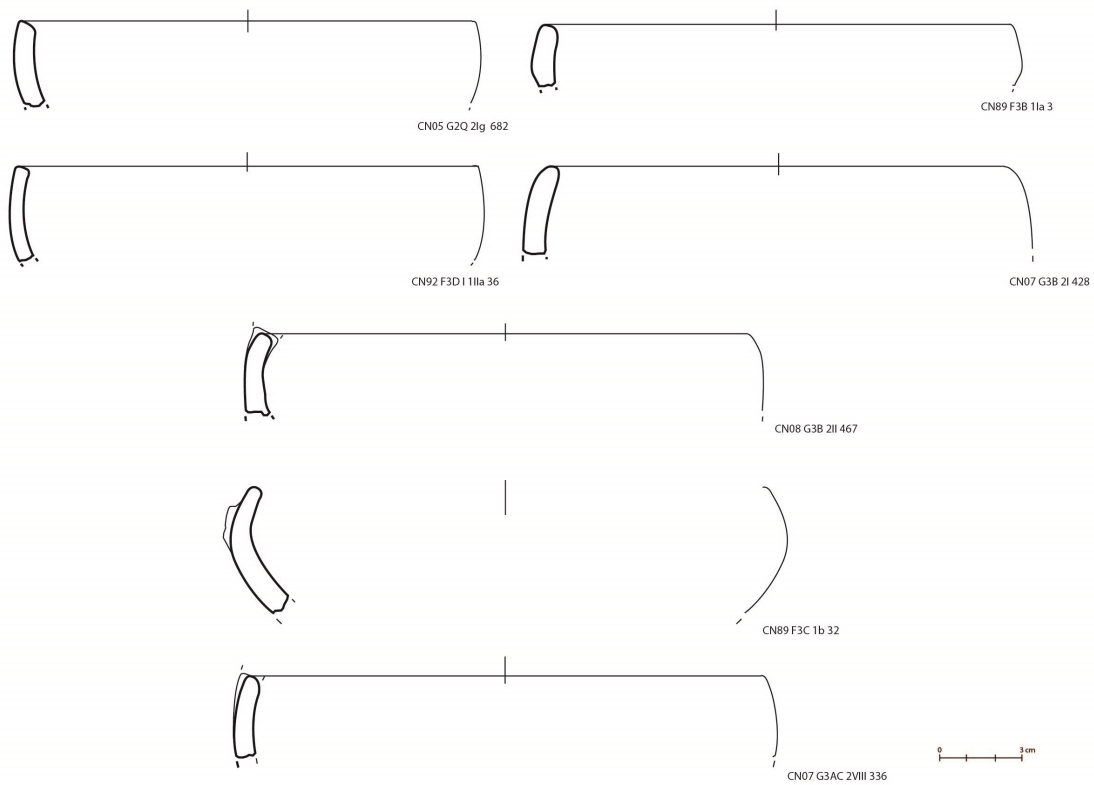 CN05 G2Q 2Ig 682
CN89 F3B 1Ia 3
CN92 F3D I 1IIa 36
CN07 G3B 2I 428
CN08 G3B 2II 467
CN89 F3C 1b 32
0 3 cm
CN07 G3AC 2VIII 336